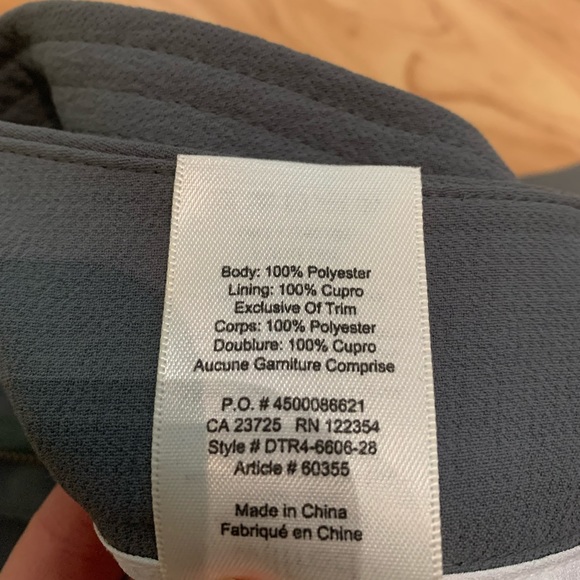 Body: 100% Polyester
Lining: 100% Cupro
Exclusive Of Trim
Corps: 100% Polyester
Doublure: 100% Cupro
Aucune Garniture Comprise
P.O. # 4500086621
CA 23725 RN 122354
Style # DTR4-6606-28
Article # 60355
Made in China
Fabriqué en Chine